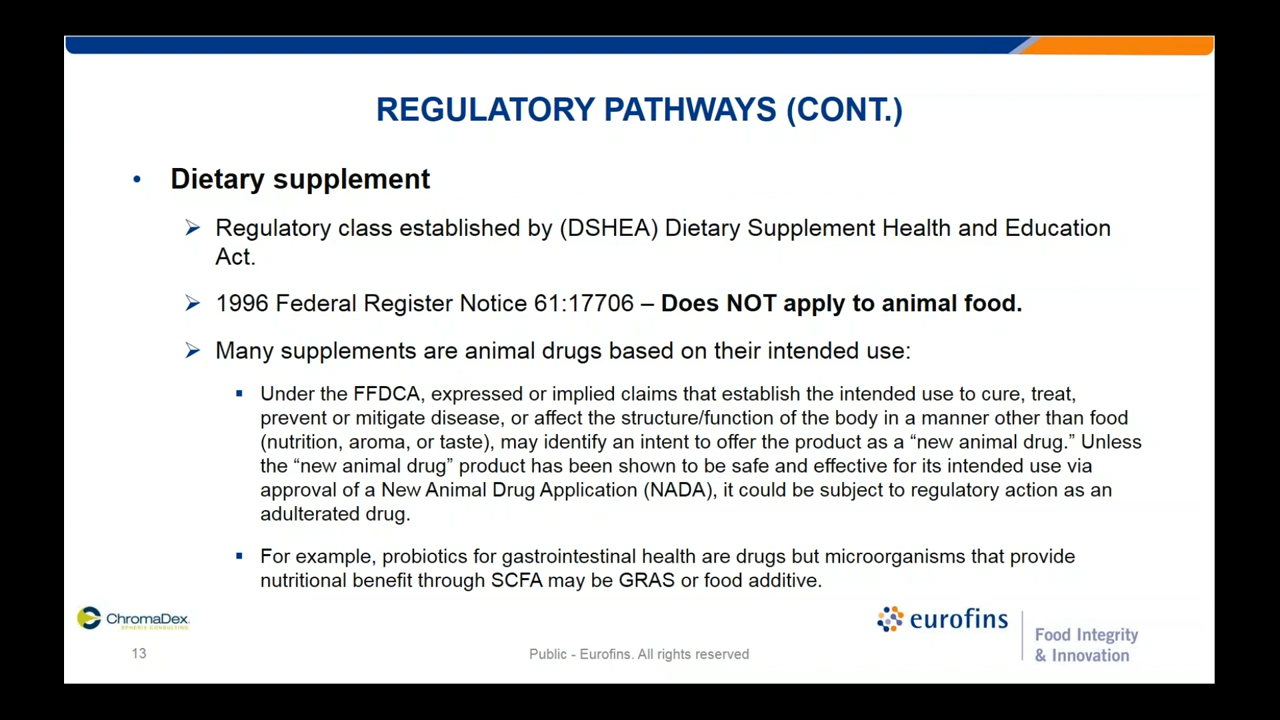 REGULATORY PATHWAYS (CONT.)
• Dietary supplement
➢ Regulatory class established by (DSHEA) Dietary Supplement Health and Education
Act.
➢ 1996 Federal Register Notice 61:17706 – Does NOT apply to animal food.
➢ Many supplements are animal drugs based on their intended use:
▪ Under the FFDCA, expressed or implied claims that establish the intended use to cure, treat,
prevent or mitigate disease, or affect the structure/function of the body in a manner other than food
(nutrition, aroma, or taste), may identify an intent to offer the product as a “new animal drug.” Unless
the “new animal drug” product has been shown to be safe and effective for its intended use via
approval of a New Animal Drug Application (NADA), it could be subject to regulatory action as an
adulterated drug.
▪ For example, probiotics for gastrointestinal health are drugs but microorganisms that provide
nutritional benefit through SCFA may be GRAS or food additive.
ChromaDex
eurofins
Food Integrity
& Innovation
13
Public - Eurofins. All rights reserved